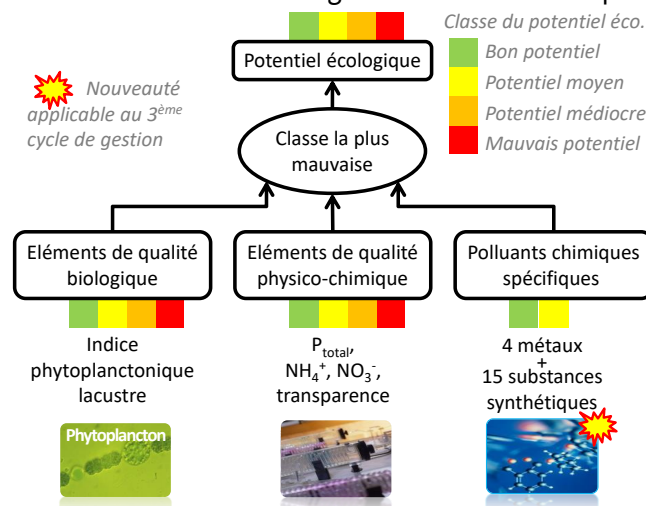 Classe du potentiel éco.
Bon potentiel
Potentiel moyen
Potentiel médiocre
Mauvais potentiel
Potentiel écologique
Nouveauté
applicable au 3ème
cycle de gestion
Classe la plus
mauvaise
Eléments de qualité
biologique
Eléments de qualité
physico-chimique
Polluants chimiques
spécifiques
Indice
phytoplanctonique
lacustre
Ptotal,
NH4+, NO3-,
transparence
4 métaux
+
15 substances
synthétiques
Phytoplancton